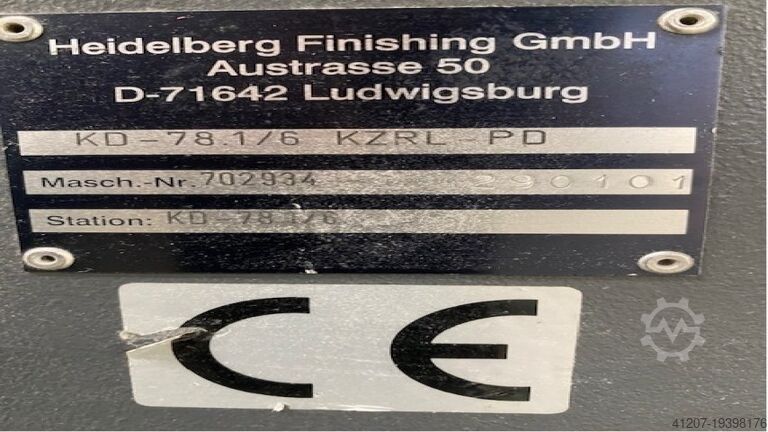 Heidelberg Finishing GmbH
Austrasse 50
D-71642 Ludwigsburg
KD-78.1/6 KZRL-PD
Masch.-Nr. 702934
Station: KD-78.1/6
CE
41207-19398176